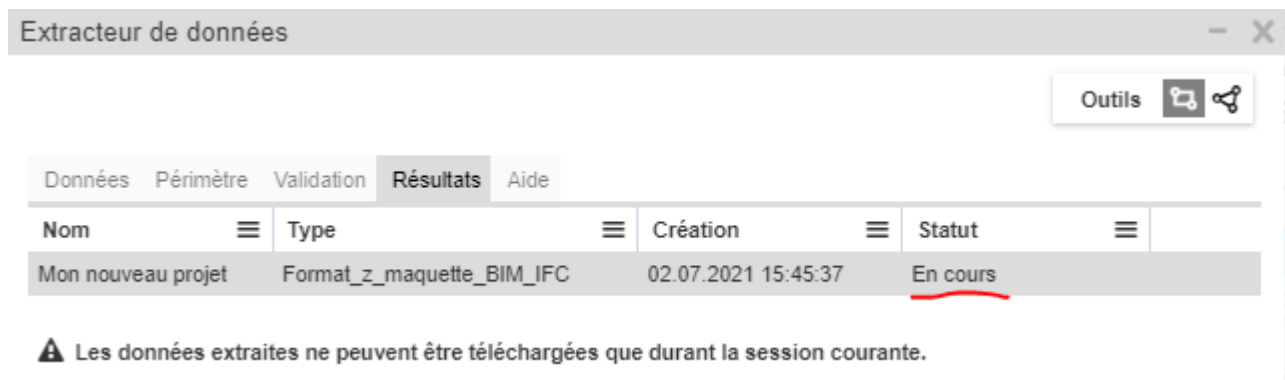 Extracteur de données
Outils
Données Périmètre Validation Résultats Aide
Nom Type Création Statut
Mon nouveau projet Format_z_maquette_BIM_IFC 02.07.2021 15:45:37 En cours
Les données extraites ne peuvent être téléchargées que durant la session courante.